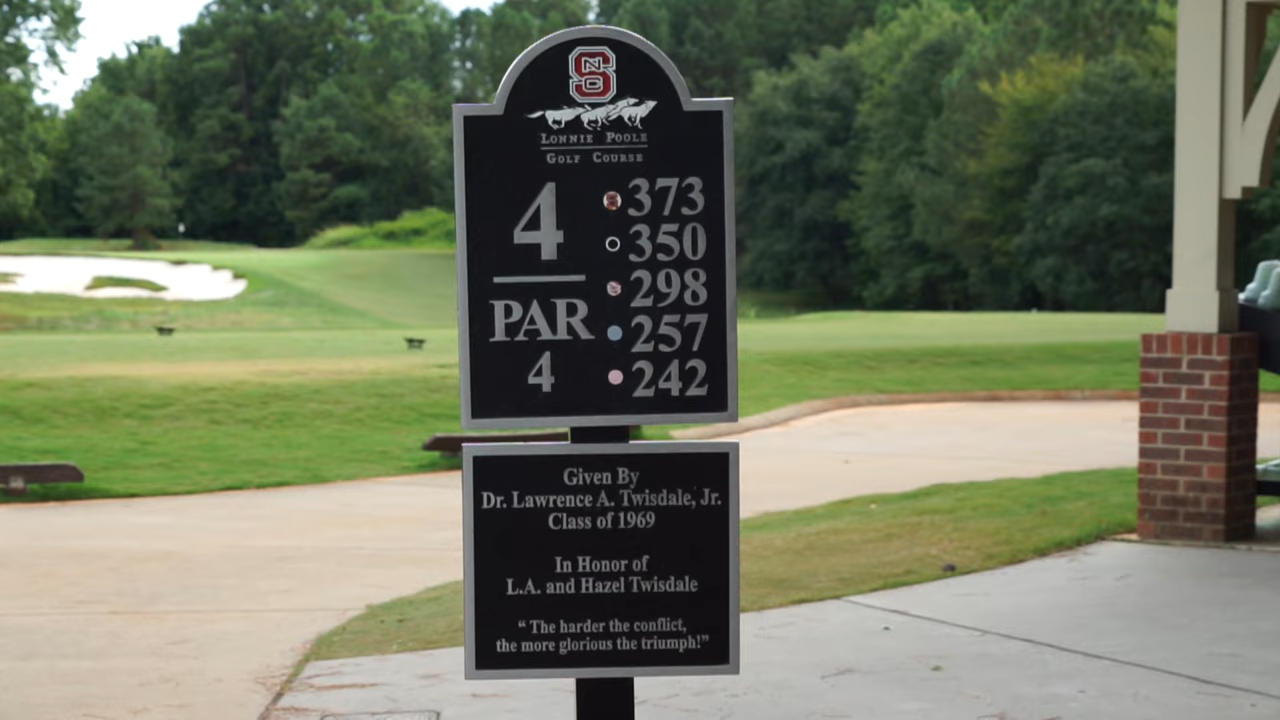 NCS
LONNIE POOLE
GOLF COURSE
4
PAR
4
373
350
298
257
242
Given By
Dr. Lawrence A. Twisdale, Jr.
Class of 1969
In Honor of
L.A. and Hazel Twisdale
“ The harder the conflict,
the more glorious the triumph!”